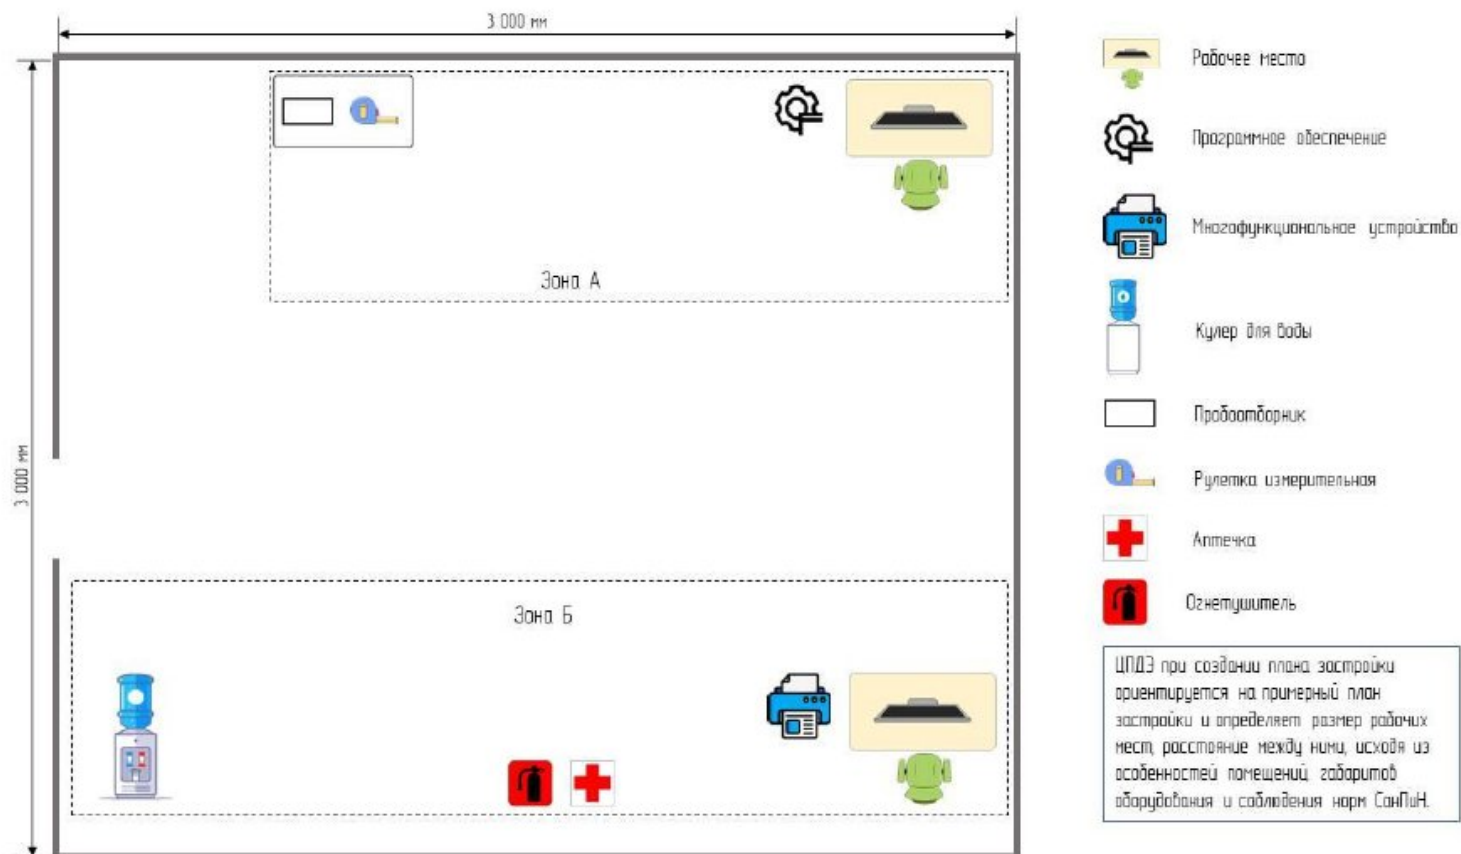 3 000 мм
3 000 мм
Зона А
Зона Б
Рабочее место
Программное обеспечение
Многофункциональное устройство
Кулер для воды
Пробоотборник
Рулетка измерительная
Аптечка
Огнетушитель
ЦПДЭ при создании плана застройки
ориентируется на примерный план
застройки и определяет размер рабочих
мест, расстояние между ними, исходя из
особенностей помещений, габаритов
оборудования и соблюдения норм СанПиН.